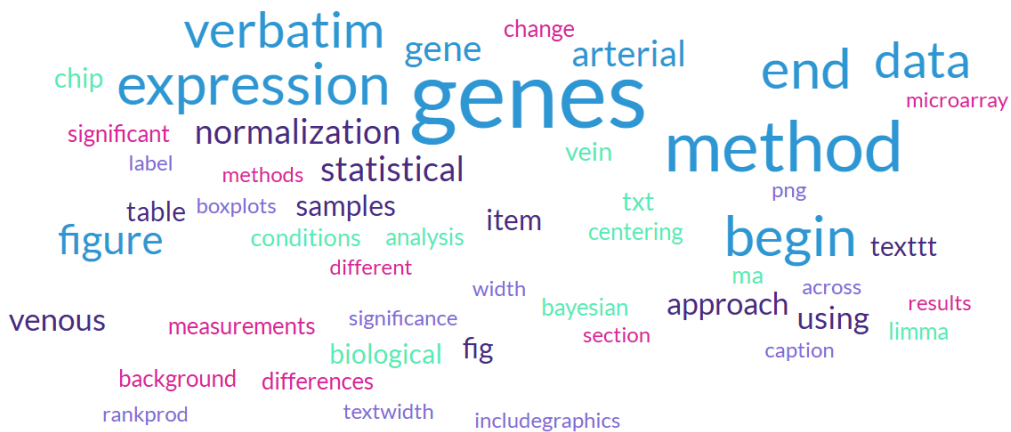 change
verbatim
gene
arterial
end
data
chip
expression
genes
microarray
significant
normalization
method
label
methods
statistical
vein
png
table
boxplots
samples
item
txt
figure
conditions
analysis
centering
begin
texttt
different
ma
width
across
venous
measurements
significance
bayesian
approach
using
results
section
limma
biological
fig
caption
background
differences
rankprod
textwidth
includegraphics